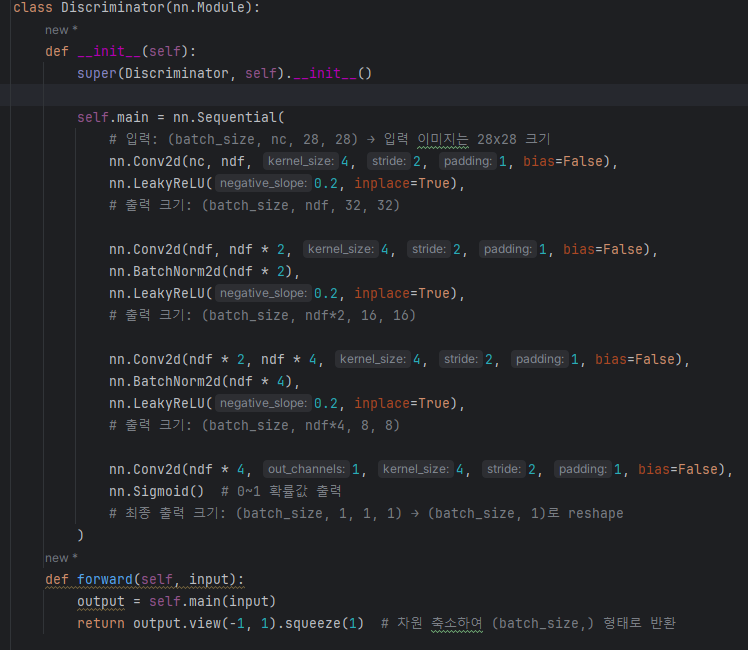 class Discriminator(nn.Module):
new *
def __init__(self):
super(Discriminator, self).__init__()
self.main = nn.Sequential(
# 입력: (batch_size, nc, 28, 28) → 입력 이미지는 28x28 크기
nn.Conv2d(nc, ndf, kernel_size: 4, stride: 2, padding: 1, bias=False),
nn.LeakyReLU( negative_slope: 0.2, inplace=True),
# 출력 크기: (batch_size, ndf, 32, 32)
nn.Conv2d(ndf, ndf * 2, kernel_size: 4, stride: 2, padding: 1, bias=False),
nn.BatchNorm2d(ndf * 2),
nn.LeakyReLU( negative_slope: 0.2, inplace=True),
# 출력 크기: (batch_size, ndf*2, 16, 16)
nn.Conv2d(ndf * 2, ndf * 4, kernel_size: 4, stride: 2, padding: 1, bias=False),
nn.BatchNorm2d(ndf * 4),
nn.LeakyReLU( negative_slope: 0.2, inplace=True),
# 출력 크기: (batch_size, ndf*4, 8, 8)
nn.Conv2d(ndf * 4, out_channels: 1, kernel_size: 4, stride: 2, padding: 1, bias=False),
nn.Sigmoid() # 0~1 확률값 출력
# 최종 출력 크기: (batch_size, 1, 1, 1) → (batch_size, 1)로 reshape
)
new *
def forward(self, input):
output = self.main(input)
return output.view(-1, 1).squeeze(1) # 차원 축소하여 (batch_size,) 형태로 반환